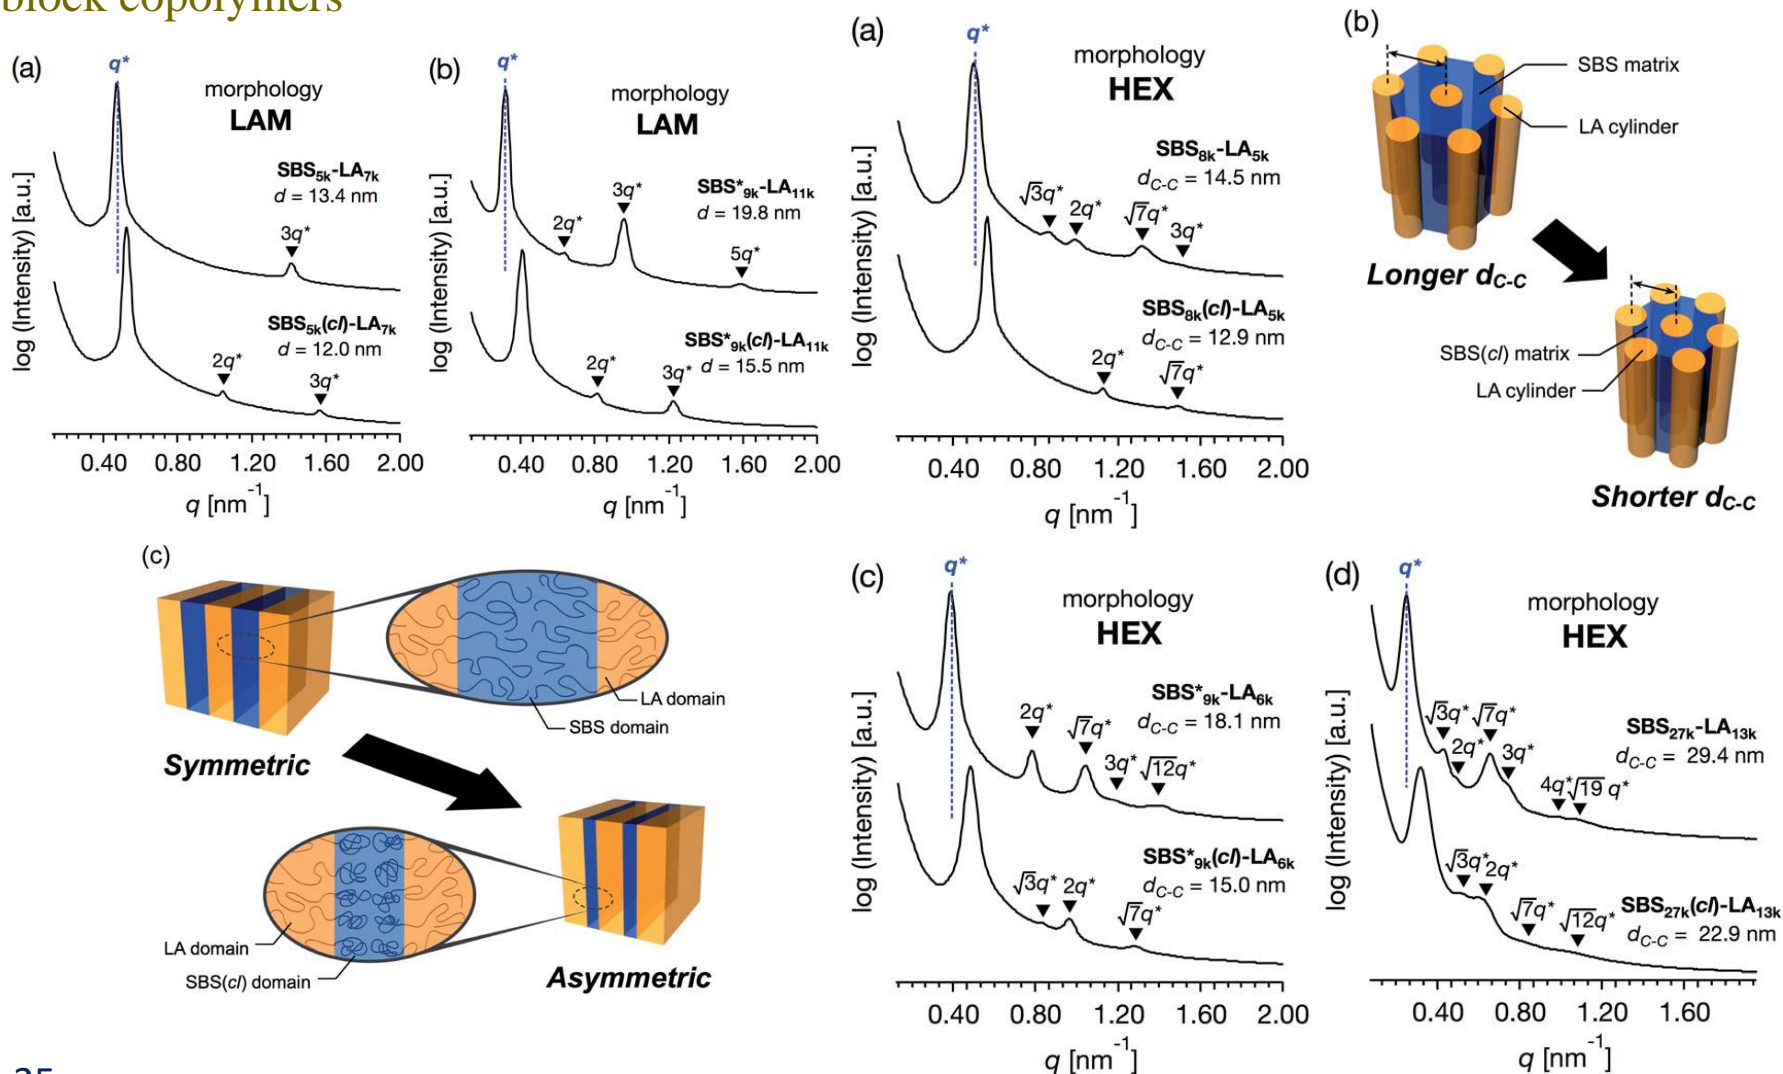 block copolymers
(a)
q*
morphology
LAM
SBS5k-LA7k
d = 13.4 nm
3q*
SBS5k(cl)-LA7k
d = 12.0 nm
2q*
3q*
log (Intensity) [a.u.]
0.40 0.80 1.20 1.60 2.00
q [nm⁻¹]
(b)
q*
morphology
LAM
SBS*9k-LA11k
d = 19.8 nm
2q*
3q*
5q*
SBS*9k(cl)-LA11k
d = 15.5 nm
2q*
3q*
log (Intensity) [a.u.]
0.40 0.80 1.20 1.60 2.00
q [nm⁻¹]
(c)
LA domain
SBS domain
Symmetric
LA domain
SBS(cl) domain
Asymmetric
(a)
q*
morphology
HEX
SBS8k-LA5k
dC-C = 14.5 nm
√3q*
2q*
√7q*
3q*
SBS8k(cl)-LA5k
dC-C = 12.9 nm
2q*
√7q*
log (Intensity) [a.u.]
0.40 0.80 1.20 1.60 2.00
q [nm⁻¹]
(b)
SBS matrix
LA cylinder
Longer dC-C
SBS(cl) matrix
LA cylinder
Shorter dC-C
(c)
q*
morphology
HEX
SBS*9k-LA6k
dC-C = 18.1 nm
2q*
√7q*
3q*
√12q*
SBS*9k(cl)-LA6k
dC-C = 15.0 nm
√3q*
2q*
√7q*
log (Intensity) [a.u.]
0.40 0.80 1.20 1.60 2.00
q [nm⁻¹]
(d)
q*
morphology
HEX
SBS27k-LA13k
dC-C = 29.4 nm
√3q*
2q*
√7q*
3q*
4q*
√19 q*
SBS27k(cl)-LA13k
dC-C = 22.9 nm
√3q*
2q*
√7q*
√12q*
log (Intensity) [a.u.]
0.40 0.80 1.20 1.60
q [nm⁻¹]